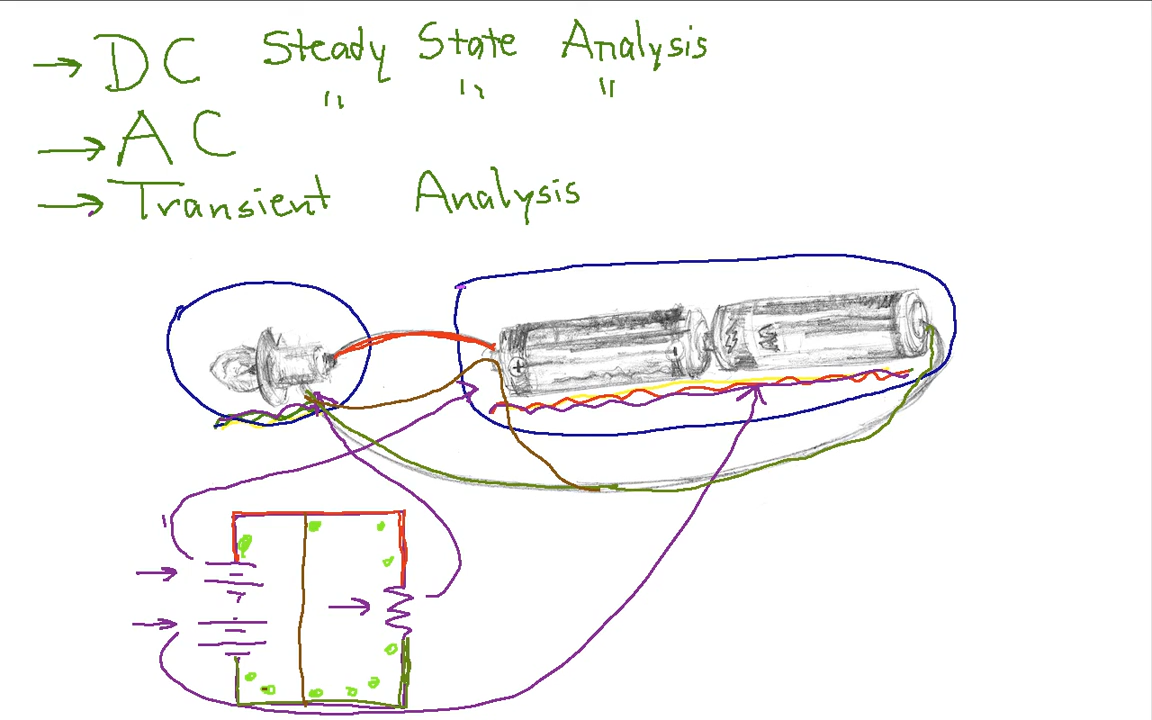 → DC Steady State Analysis
" " "
→ AC
→ Transient Analysis
+ -